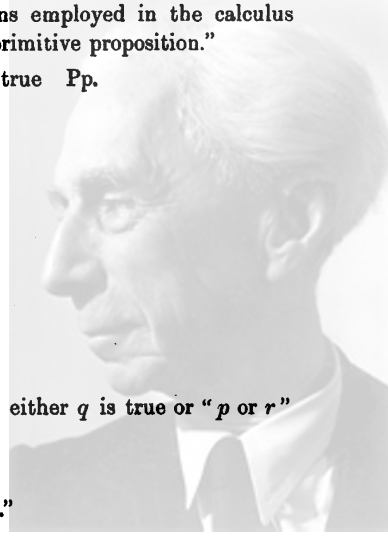 ns employed in the calculus
rimitive proposition.”
true Pp.
either q is true or “p or r”
.”